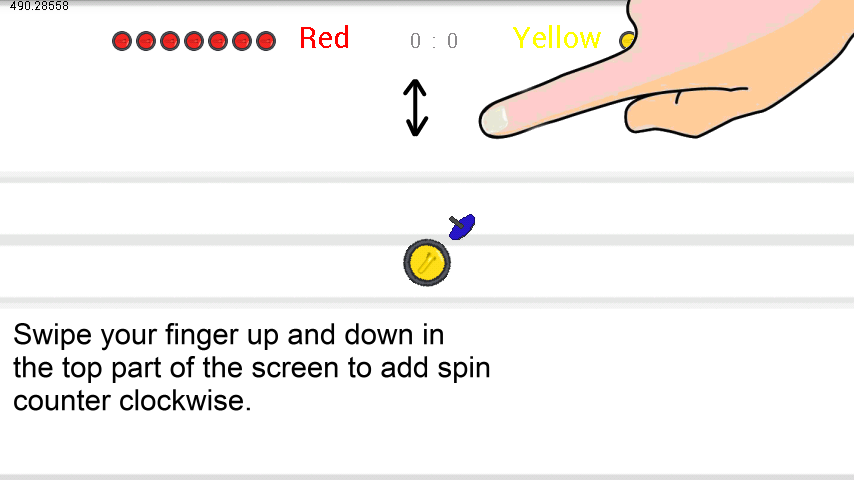 490.28558
Red 0 : 0 Yellow
Swipe your finger up and down in
the top part of the screen to add spin
counter clockwise.